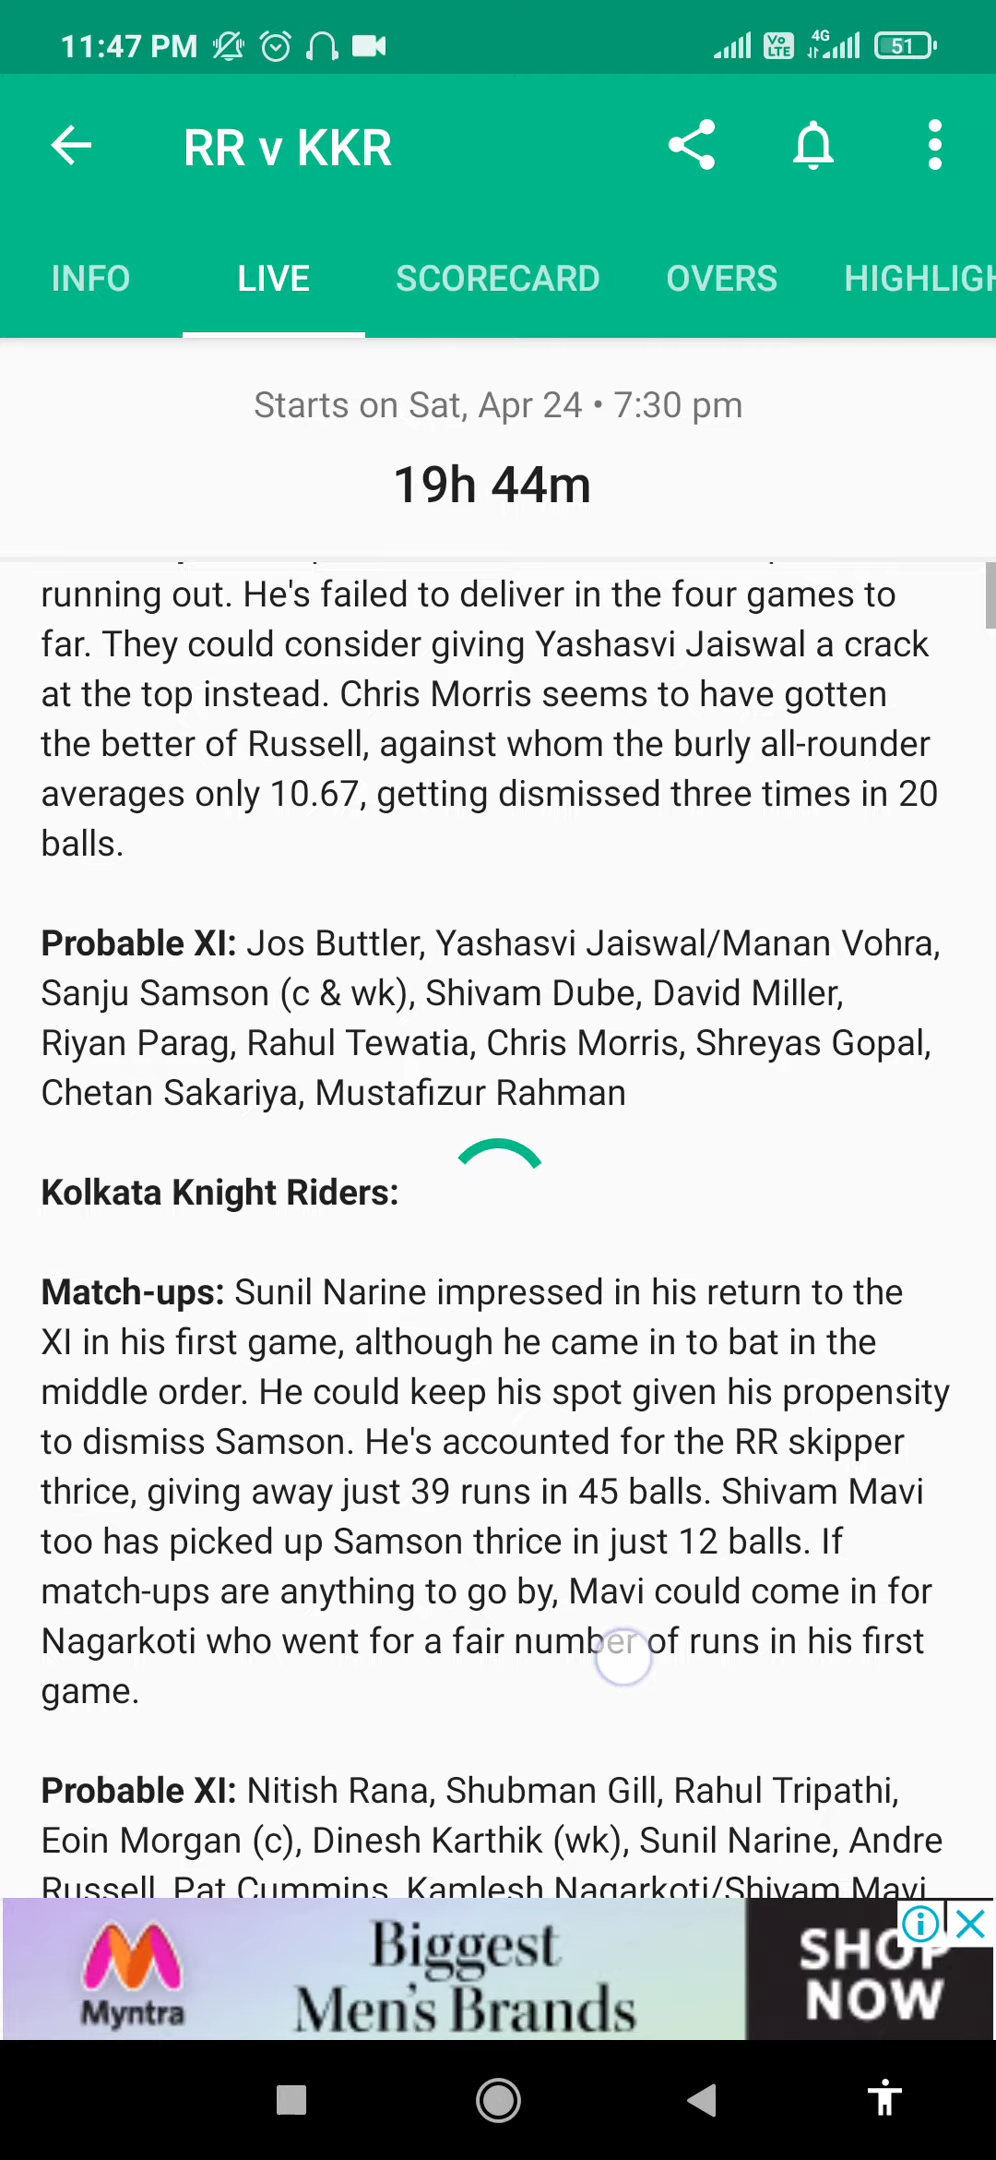 11:47 PM
Vo LTE 4G 51
RR v KKR
INFO LIVE SCORECARD OVERS HIGHLIGH
Starts on Sat, Apr 24 • 7:30 pm
19h 44m
running out. He's failed to deliver in the four games to
far. They could consider giving Yashasvi Jaiswal a crack
at the top instead. Chris Morris seems to have gotten
the better of Russell, against whom the burly all-rounder
averages only 10.67, getting dismissed three times in 20
balls.
Probable XI: Jos Buttler, Yashasvi Jaiswal/Manan Vohra,
Sanju Samson (c & wk), Shivam Dube, David Miller,
Riyan Parag, Rahul Tewatia, Chris Morris, Shreyas Gopal,
Chetan Sakariya, Mustafizur Rahman
Kolkata Knight Riders:
Match-ups: Sunil Narine impressed in his return to the
XI in his first game, although he came in to bat in the
middle order. He could keep his spot given his propensity
to dismiss Samson. He's accounted for the RR skipper
thrice, giving away just 39 runs in 45 balls. Shivam Mavi
too has picked up Samson thrice in just 12 balls. If
match-ups are anything to go by, Mavi could come in for
Nagarkoti who went for a fair number of runs in his first
game.
Probable XI: Nitish Rana, Shubman Gill, Rahul Tripathi,
Eoin Morgan (c), Dinesh Karthik (wk), Sunil Narine, Andre
Russell, Pat Cummins, Kamlesh Nagarkoti/Shivam Mavi,
Myntra
Biggest
Men's Brands
SHOP
NOW